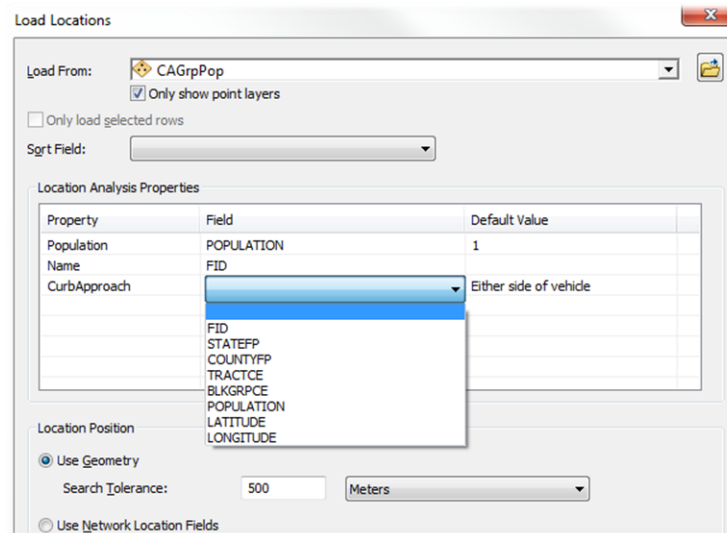 Load Locations
Load From: CAGrpPop
Only show point layers
Only load selected rows
Sort Field:
Location Analysis Properties
Property Field Default Value
Population POPULATION 1
Name FID
CurbApproach Either side of vehicle
FID
STATEFP
COUNTYFP
TRACTCE
BLKGRPCE
POPULATION
LATITUDE
LONGITUDE
Location Position
Use Geometry
Search Tolerance: 500 Meters
Use Network Location Fields